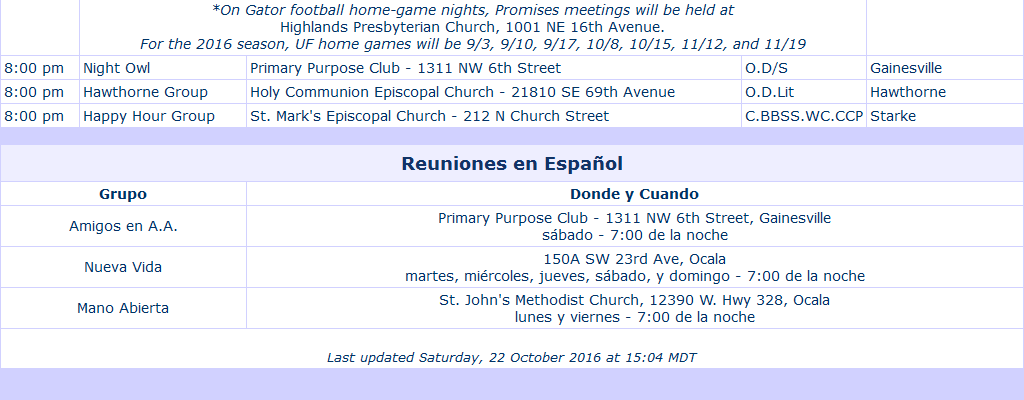 *On Gator football home-game nights, Promises meetings will be held at
Highlands Presbyterian Church, 1001 NE 16th Avenue.
For the 2016 season, UF home games will be 9/3, 9/10, 9/17, 10/8, 10/15, 11/12, and 11/19
8:00 pm Night Owl Primary Purpose Club - 1311 NW 6th Street O.D/S Gainesville
8:00 pm Hawthorne Group Holy Communion Episcopal Church - 21810 SE 69th Avenue O.D.Lit Hawthorne
8:00 pm Happy Hour Group St. Mark's Episcopal Church - 212 N Church Street C.BBSS.WC.CCP Starke
Reuniones en Español
Grupo Donde y Cuando
Amigos en A.A. Primary Purpose Club - 1311 NW 6th Street, Gainesville
sábado - 7:00 de la noche
Nueva Vida 150A SW 23rd Ave, Ocala
martes, miércoles, jueves, sábado, y domingo - 7:00 de la noche
Mano Abierta St. John's Methodist Church, 12390 W. Hwy 328, Ocala
lunes y viernes - 7:00 de la noche
Last updated Saturday, 22 October 2016 at 15:04 MDT